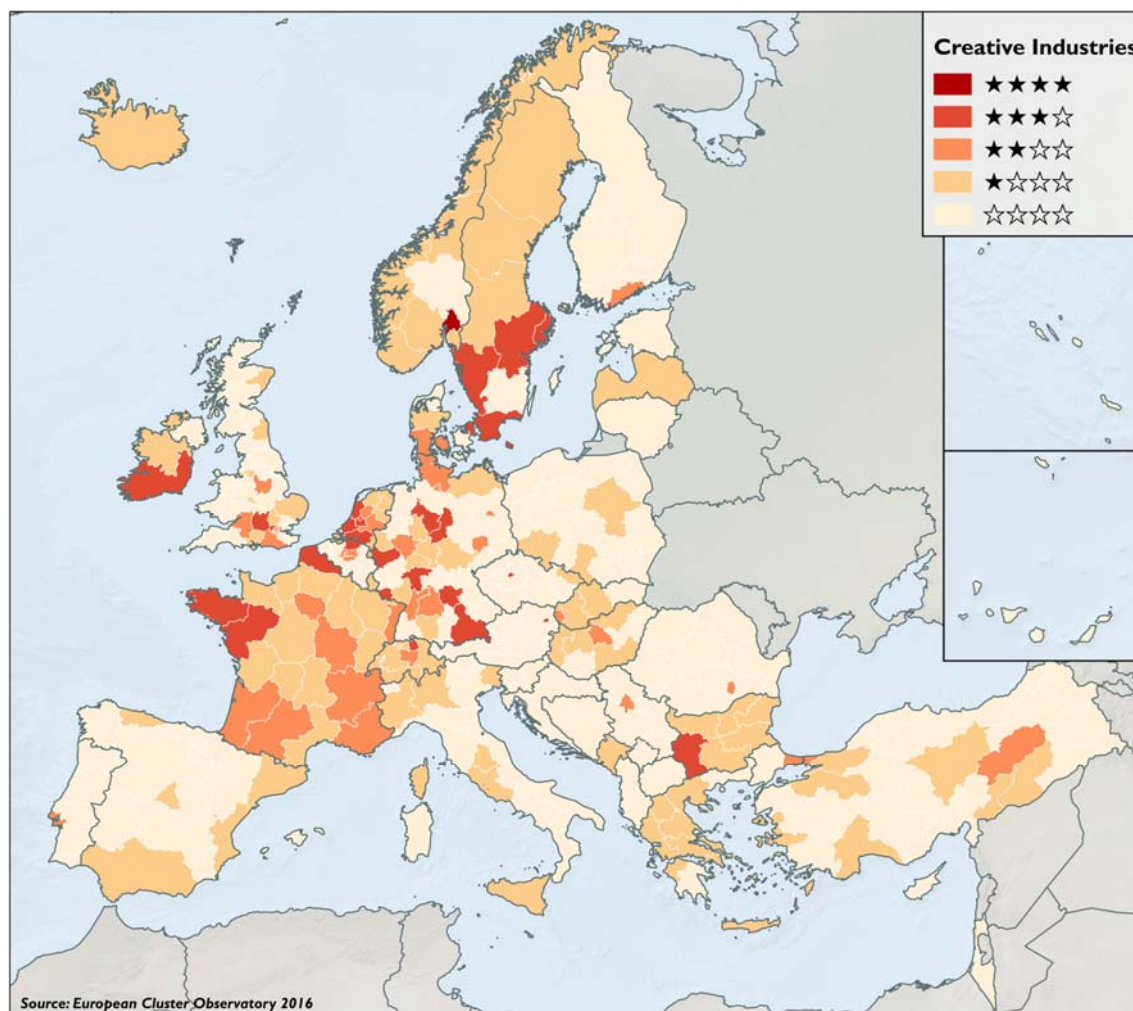 Creative Industries
★★★★
★★★☆
★★☆☆
★☆☆☆
☆☆☆☆
Source: European Cluster Observatory 2016